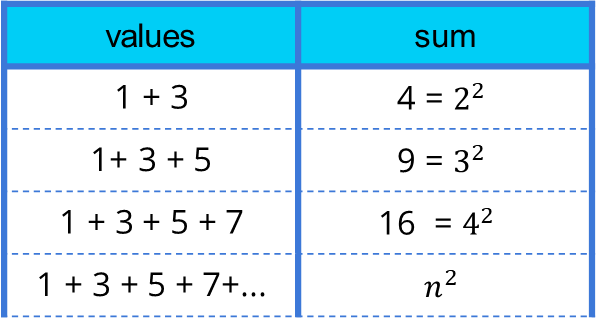 values sum
1 + 3 4 = 2²
1+ 3 + 5 9 = 3²
1 + 3 + 5 + 7 16 = 4²
1 + 3 + 5 + 7+... n²